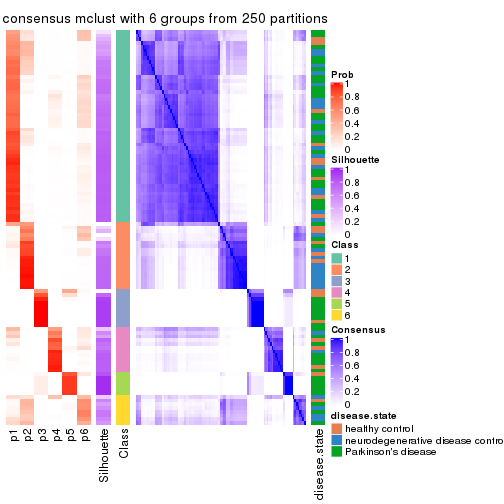 consensus mclust with 6 groups from 250 partitions
Prob
1
0.8
0.6
0.4
0.2
0
Silhouette
1
0.8
0.6
0.4
0.2
0
Class
1
2
3
4
5
6
Consensus
1
0.8
0.6
0.4
0.2
0
disease.state
healthy control
neurodegenerative disease contro
Parkinson's disease
p1
p2
p3
p4
p5
p6
Silhouette
Class
disease.state